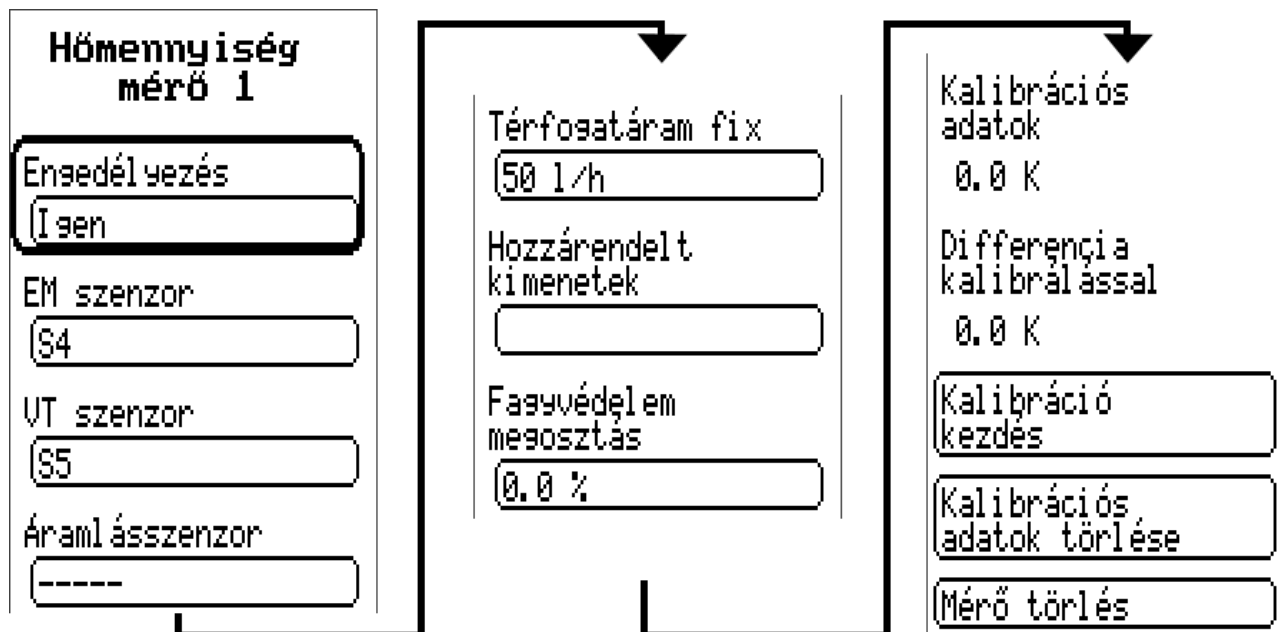 Hőmennyiség
mérő 1
Engedélyezés
Igen
EM szenzor
S4
VT szenzor
S5
Áramlásszenzor
-----
Térfogatáram fix
50 l/h
Hozzárendelt
kimenetek
Fagyvédelem
megosztás
0.0 %
Kalibrációs
adatok
0.0 K
Differencia
kalibrálással
0.0 K
Kalibráció
kezdés
Kalibrációs
adatok törlése
Mérő törlés